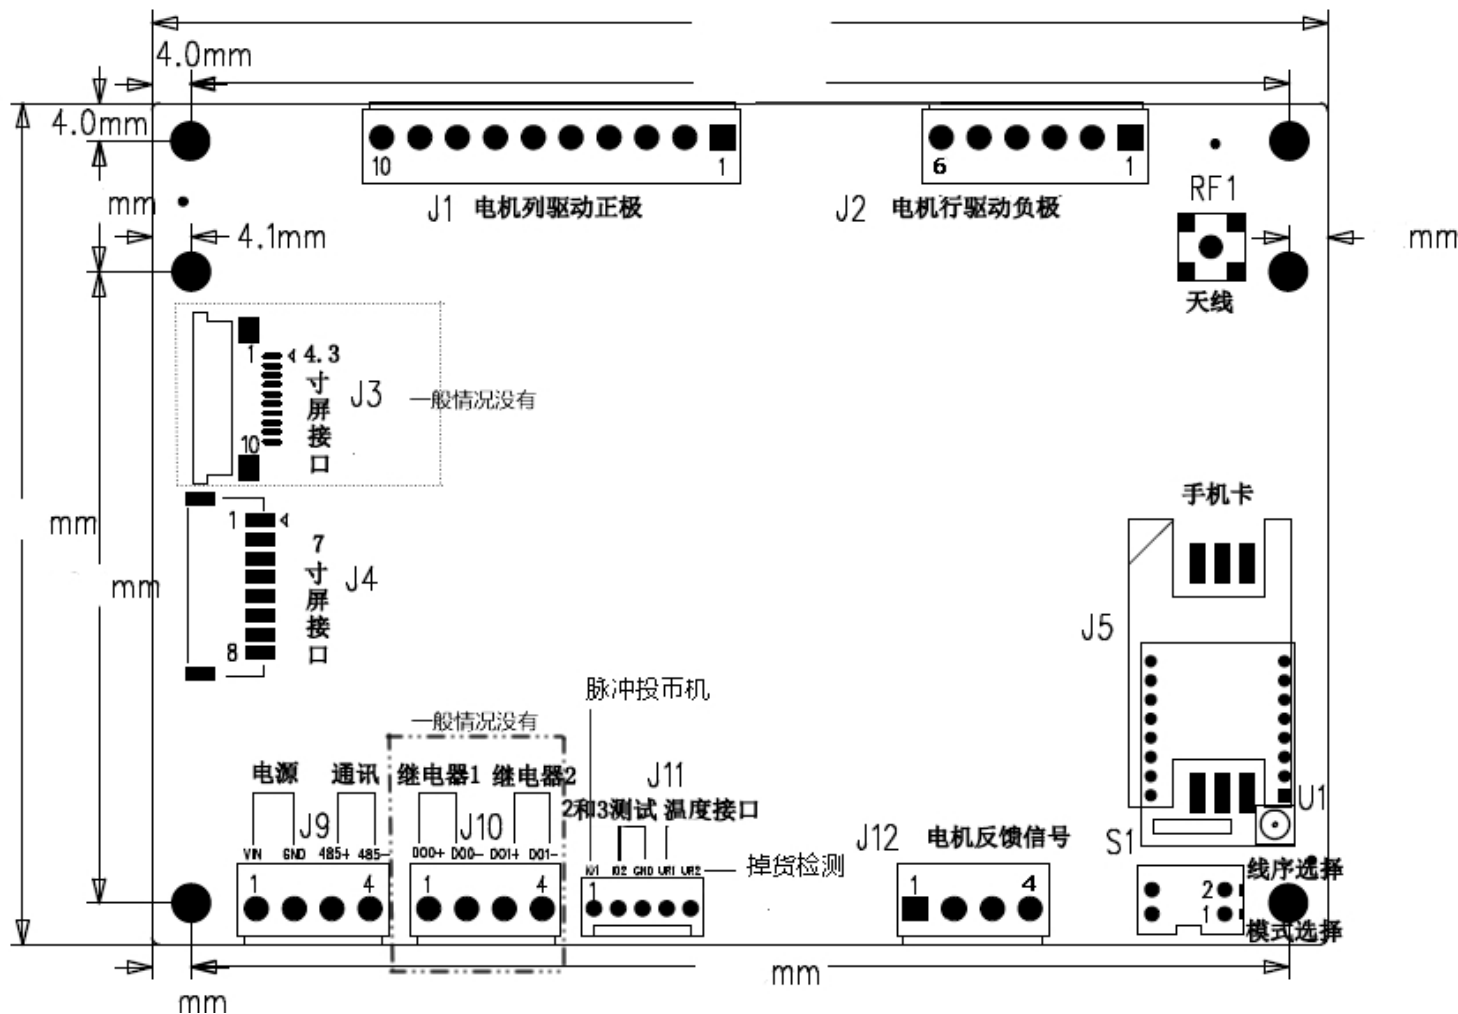 4.0mm
4.0mm
10
1
6
1
J1 电机列驱动正极
J2 电机行驱动负极
RF1
mm
4.1mm
mm
天线
1
4.3
寸
屏
接
口
J3
一般情况没有
10
手机卡
1
7
寸
屏
接
口
J4
8
mm
mm
J5
脉冲投币机
一般情况没有
电源
通讯
继电器1
继电器2
J11
2和3测试
温度接口
J9
J10
VIN
GND
485+
485-
DO0+
DO0-
DO1+
DO1-
IO1
IO2
GND
UR1
UR2
掉货检测
J12
电机反馈信号
S1
U1
线序选择
1
4
1
4
1
1
4
2
1
模式选择
mm
mm